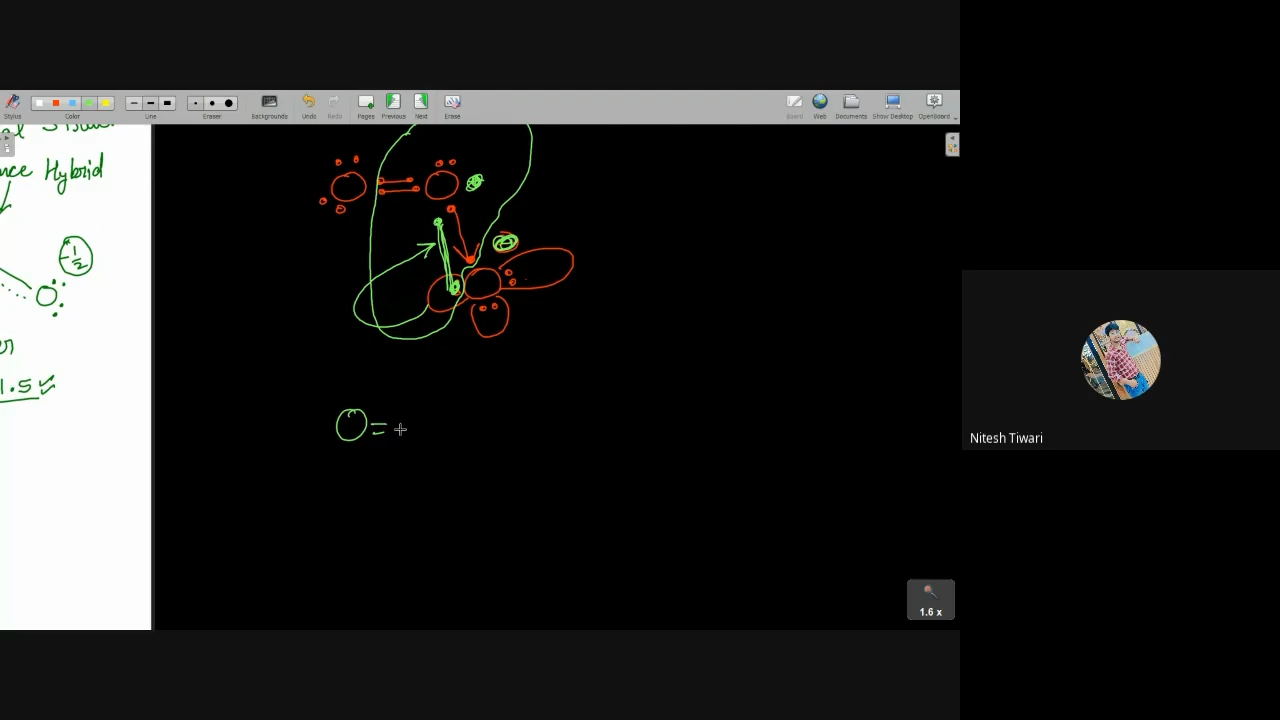 Stylus Color Line Eraser Backgrounds Undo Redo Pages Previous Next Erase Board Web Documents Show Desktop OpenBoard
Hybrid
- 1/2
1.5 ✓✓
O =
Nitesh Tiwari
1.6 x